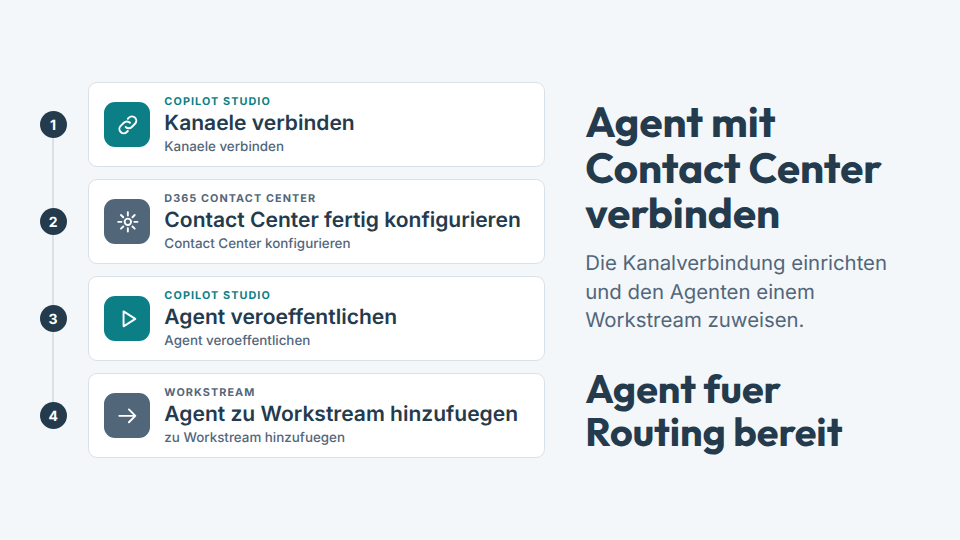 1
COPILOT STUDIO
Kanaele verbinden
Kanaele verbinden
2
D365 CONTACT CENTER
Contact Center fertig konfigurieren
Contact Center konfigurieren
3
COPILOT STUDIO
Agent veroeffentlichen
Agent veroeffentlichen
4
WORKSTREAM
Agent zu Workstream hinzufuegen
zu Workstream hinzufuegen
Agent mit
Contact Center
verbinden
Die Kanalverbindung einrichten
und den Agenten einem
Workstream zuweisen.
Agent fuer
Routing bereit